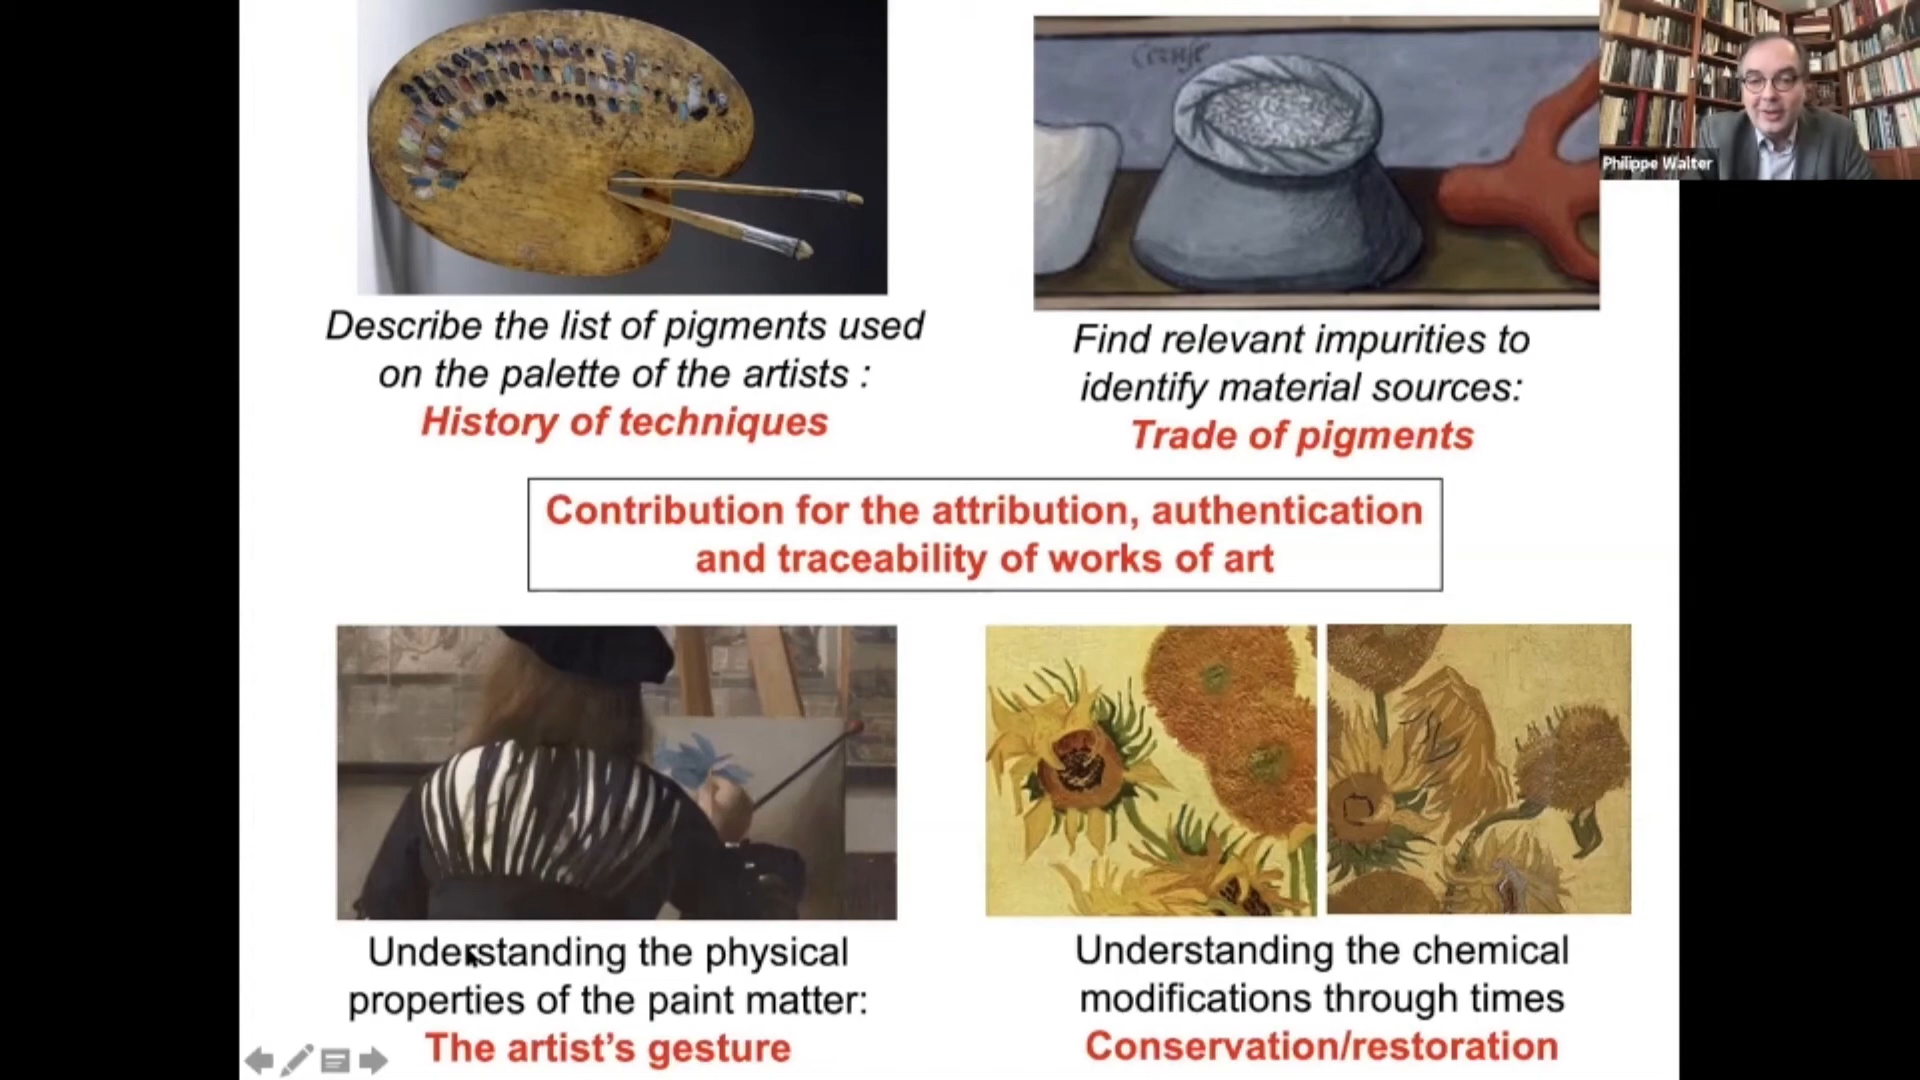 Ceruse
Philippe Walter
Describe the list of pigments used
on the palette of the artists :
History of techniques
Find relevant impurities to
identify material sources:
Trade of pigments
Contribution for the attribution, authentication
and traceability of works of art
Understanding the physical
properties of the paint matter:
The artist’s gesture
Understanding the chemical
modifications through times
Conservation/restoration